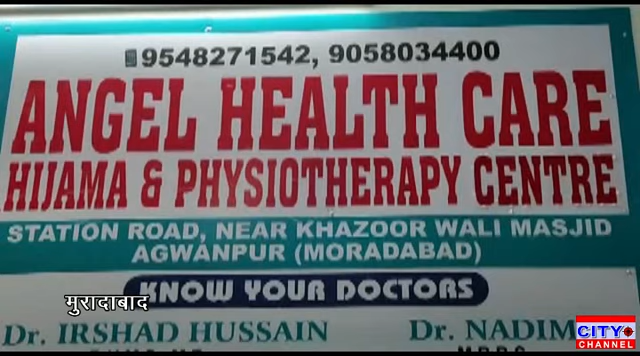 9548271542, 9058034400
ANGEL HEALTH CARE
HIJAMA & PHYSIOTHERAPY CENTRE
STATION ROAD, NEAR KHAZOOR WALI MASJID
AGWANPUR (MORADABAD)
KNOW YOUR DOCTORS
मुरादाबाद
Dr. IRSHAD HUSSAIN Dr. NADIM
CITY
CHANNEL